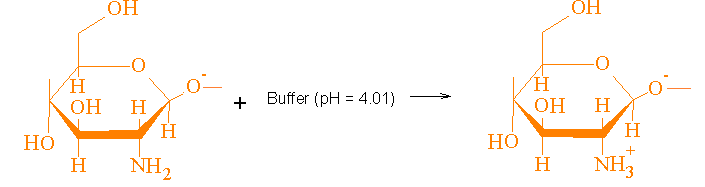 OH
O
O-
H
OH
H
HO
H
H
NH2
+
Buffer (pH = 4.01)
OH
O
O-
H
OH
H
HO
H
H
NH3+